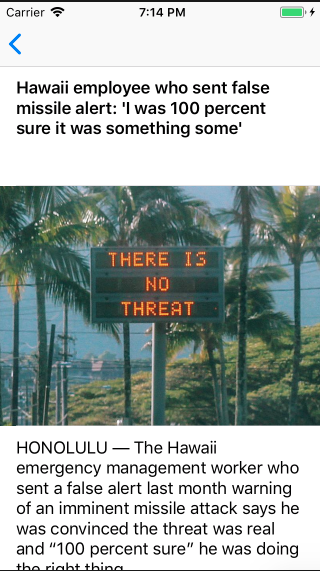 Carrier 7:14 PM
Hawaii employee who sent false
missile alert: 'I was 100 percent
sure it was something some'
THERE IS
NO
THREAT
HONOLULU — The Hawaii
emergency management worker who
sent a false alert last month warning
of an imminent missile attack says he
was convinced the threat was real
and “100 percent sure” he was doing
the right thing